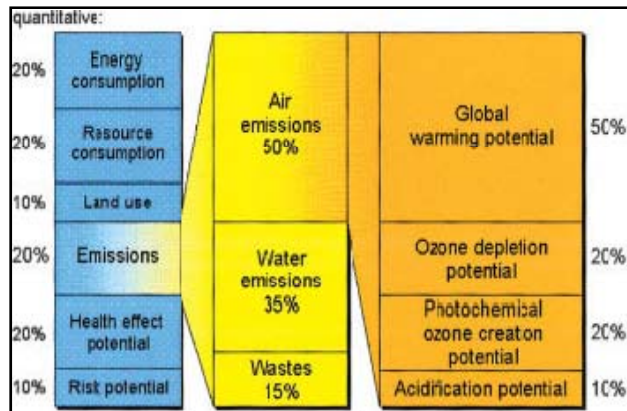 quantitative:
20%
Energy
consumption
20%
Resource
consumption
10%
Land use
20%
Emissions
20%
Health effect
potential
10%
Risk potential
Air
emissions
50%
Water
emissions
35%
Wastes
15%
Global
warming potential
50%
Ozone depletion
potential
20%
Photochemical
ozone creation
potential
20%
Acidification potential
10%